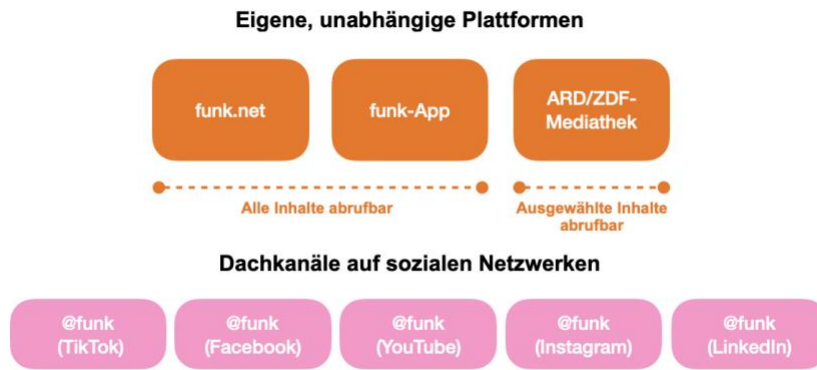 Eigene, unabhängige Plattformen
funk.net
funk-App
ARD/ZDF-
Mediathek
Alle Inhalte abrufbar
Ausgewählte Inhalte
abrufbar
Dachkanäle auf sozialen Netzwerken
@funk
(TikTok)
@funk
(Facebook)
@funk
(YouTube)
@funk
(Instagram)
@funk
(LinkedIn)